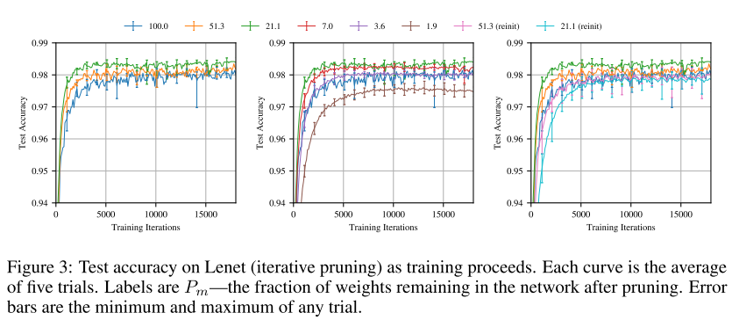 100.0 51.3 21.1 7.0 3.6 1.9 51.3 (reinit) 21.1 (reinit)
0.99 0.99 0.99
0.98 0.98 0.98
0.97 0.97 0.97
0.96 0.96 0.96
0.95 0.95 0.95
0.94 0.94 0.94
Test Accuracy Test Accuracy Test Accuracy
0 5000 10000 15000 0 5000 10000 15000 0 5000 10000 15000
Training Iterations Training Iterations Training Iterations
Figure 3: Test accuracy on Lenet (iterative pruning) as training proceeds. Each curve is the average
of five trials. Labels are Pm—the fraction of weights remaining in the network after pruning. Error
bars are the minimum and maximum of any trial.